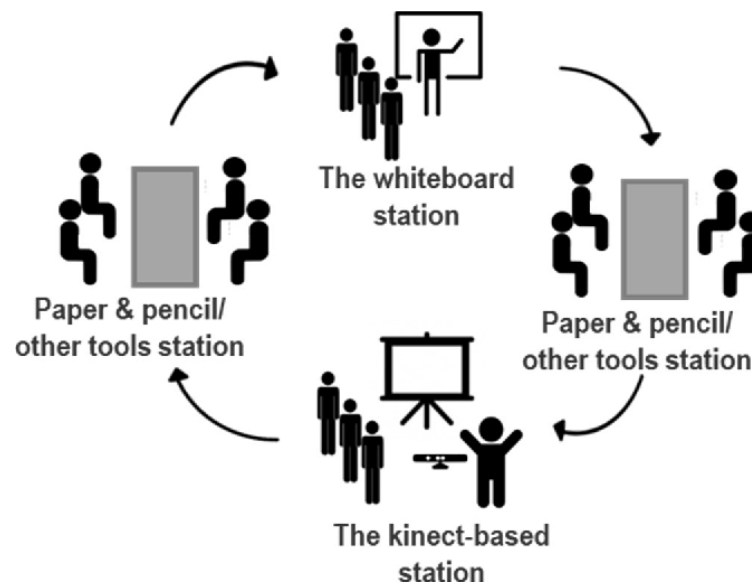 The whiteboard
station
Paper & pencil/
other tools station
Paper & pencil/
other tools station
The kinect-based
station